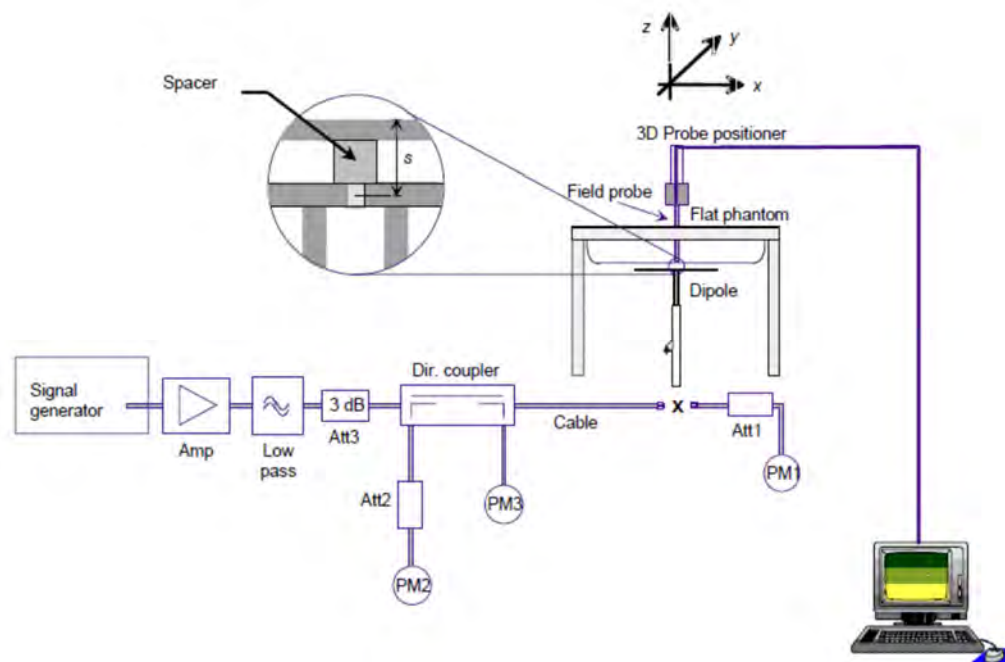 z
y
x
Spacer
s
3D Probe positioner
Field probe
Flat phantom
Dipole
Dir. coupler
Signal
generator
3 dB
Att3
Amp
Low
pass
Cable
X
Att1
PM1
Att2
PM3
PM2